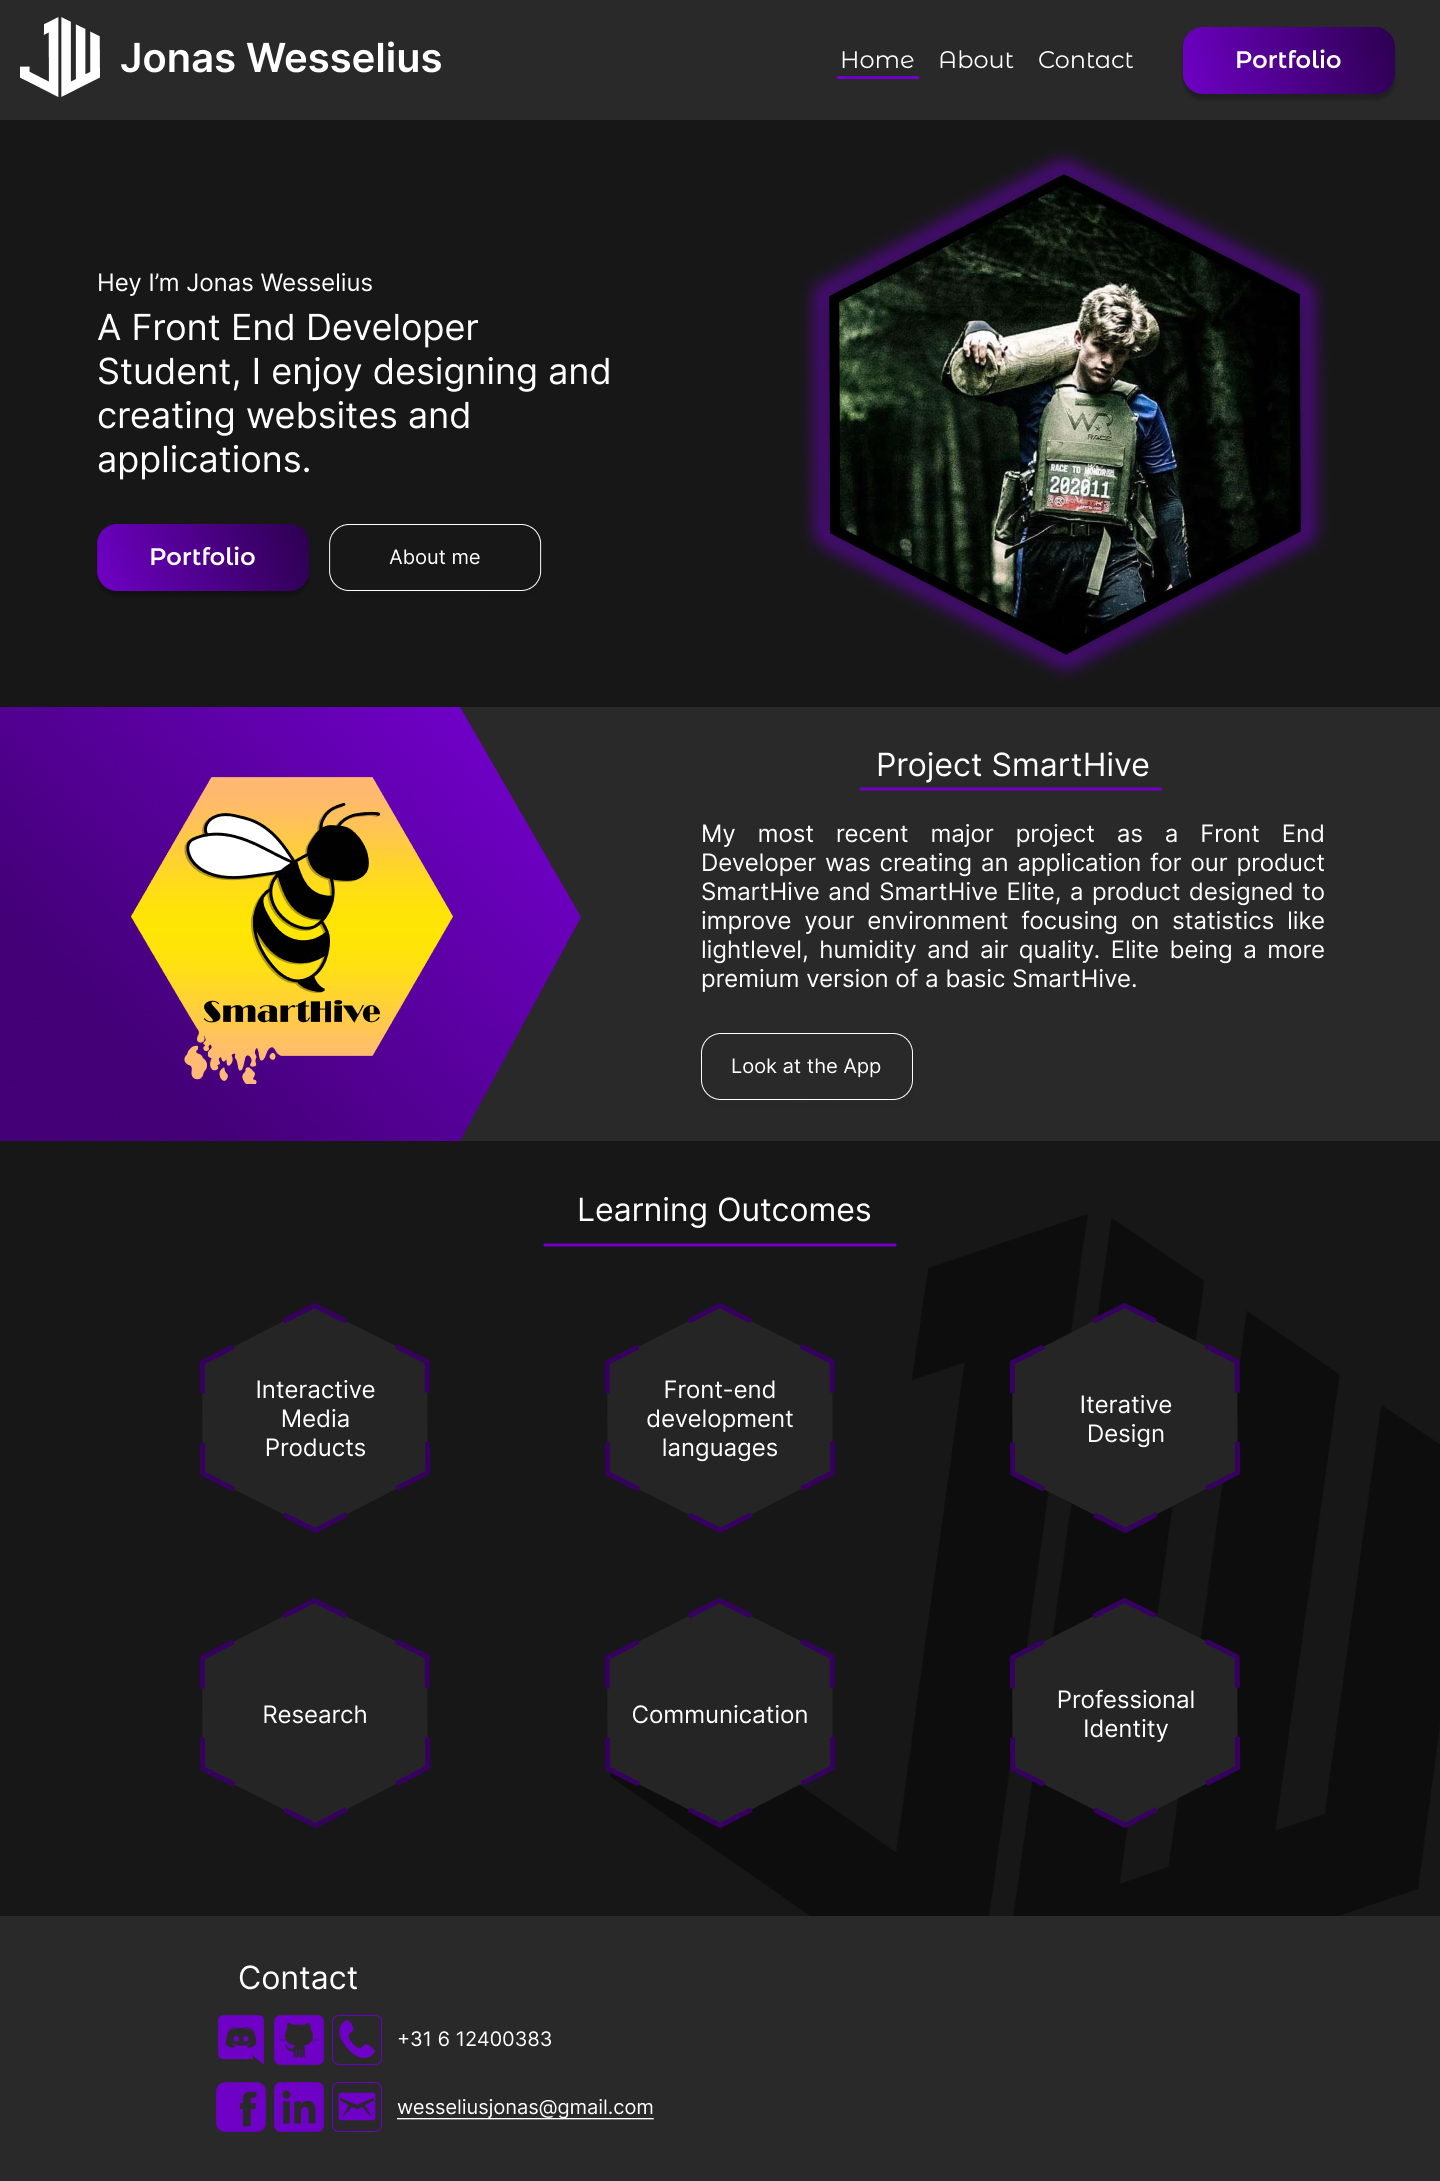 Jonas Wesselius
Home About Contact Portfolio
Hey I’m Jonas Wesselius
A Front End Developer
Student, I enjoy designing and
creating websites and
applications.
Portfolio About me
WR
RACE
RACE TO HONOR
202011
Project SmartHive
My most recent major project as a Front End
Developer was creating an application for our product
SmartHive and SmartHive Elite, a product designed to
improve your environment focusing on statistics like
lightlevel, humidity and air quality. Elite being a more
premium version of a basic SmartHive.
Look at the App
SmartHive
Learning Outcomes
Interactive
Media
Products
Front-end
development
languages
Iterative
Design
Research
Communication
Professional
Identity
Contact
+31 6 12400383
wesseliusjonas@gmail.com